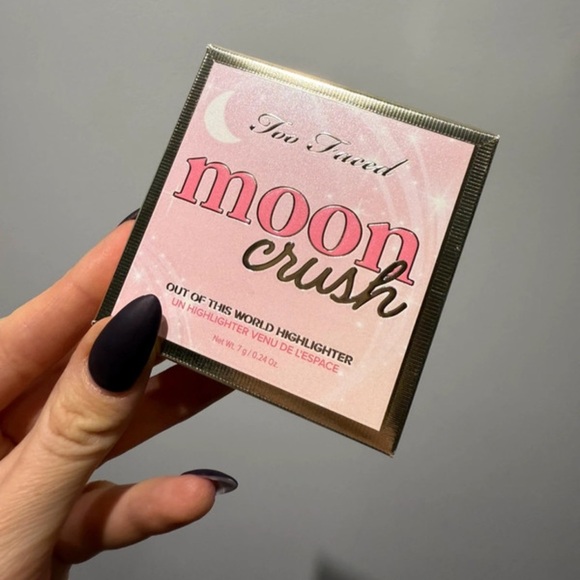 Too Faced
moon
crush
OUT OF THIS WORLD HIGHLIGHTER
UN HIGHLIGHTER VENU DE L'ESPACE
Net Wt. 7 g / 0.24 Oz.